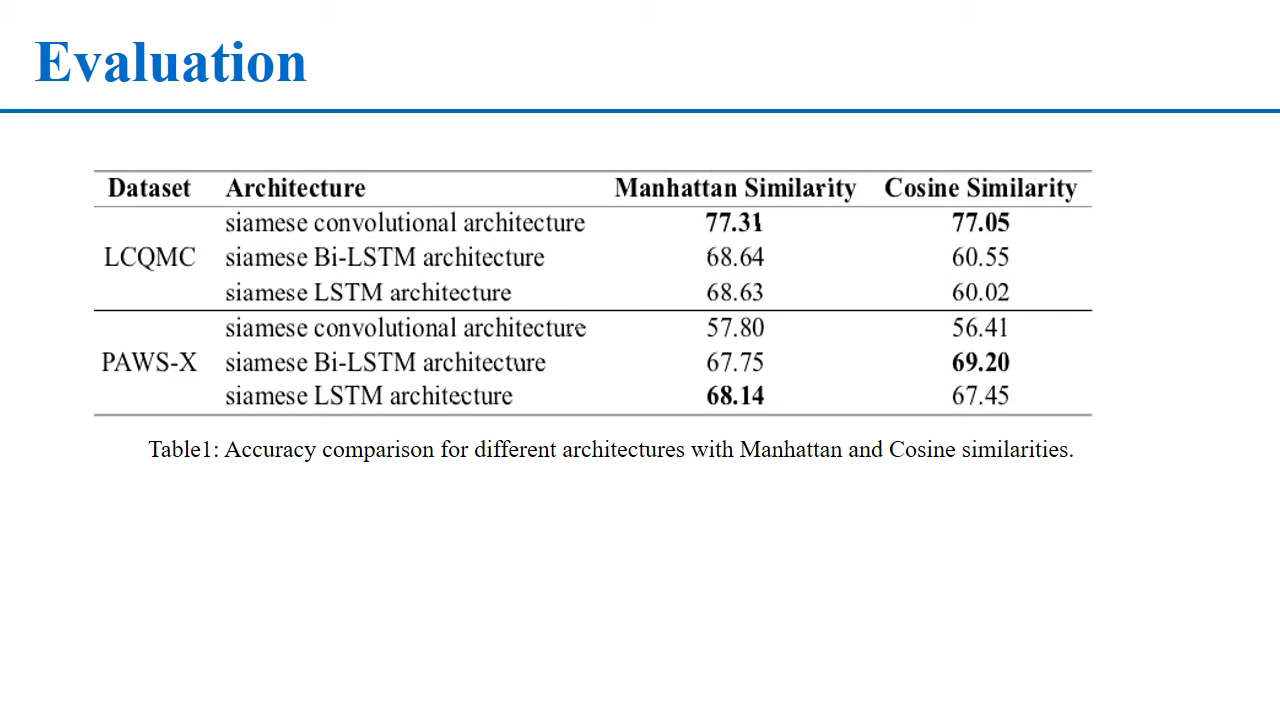 Evaluation
Dataset Architecture Manhattan Similarity Cosine Similarity
siamese convolutional architecture 77.31 77.05
LCQMC siamese Bi-LSTM architecture 68.64 60.55
siamese LSTM architecture 68.63 60.02
siamese convolutional architecture 57.80 56.41
PAWS-X siamese Bi-LSTM architecture 67.75 69.20
siamese LSTM architecture 68.14 67.45
Table1: Accuracy comparison for different architectures with Manhattan and Cosine similarities.